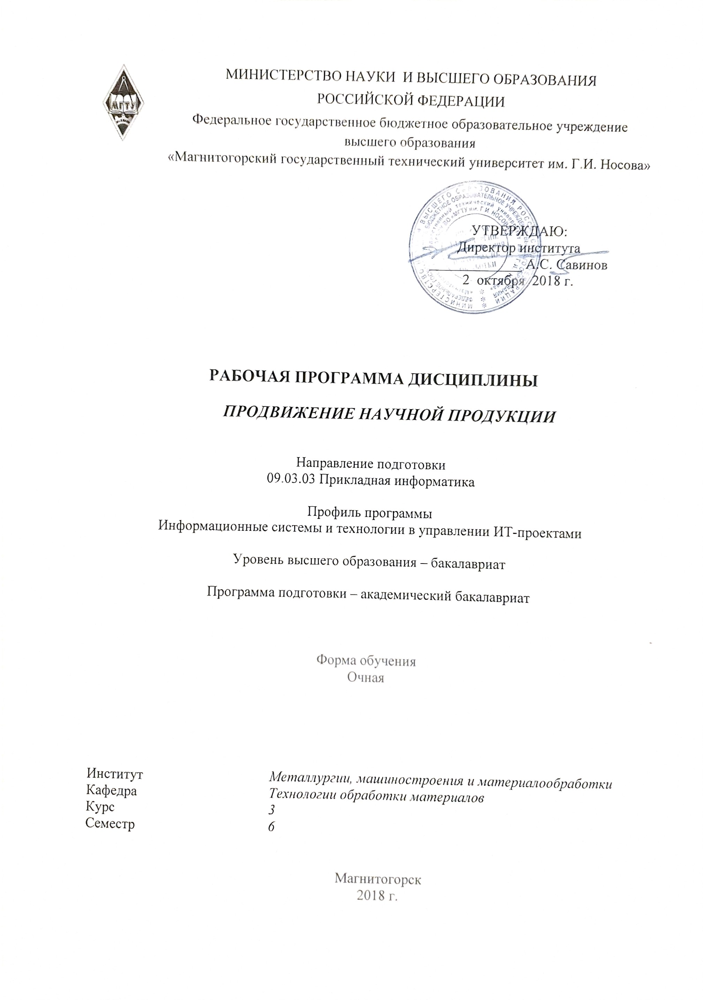 МГТУ
МИНИСТЕРСТВО НАУКИ И ВЫСШЕГО ОБРАЗОВАНИЯ
РОССИЙСКОЙ ФЕДЕРАЦИИ
Федеральное государственное бюджетное образовательное учреждение
высшего образования
«Магнитогорский государственный технический университет им. Г.И. Носова»
УТВЕРЖДАЮ:
Директор института
А.С. Савинов
2 октября 2018 г.
РАБОЧАЯ ПРОГРАММА ДИСЦИПЛИНЫ
ПРОДВИЖЕНИЕ НАУЧНОЙ ПРОДУКЦИИ
Направление подготовки
09.03.03 Прикладная информатика
Профиль программы
Информационные системы и технологии в управлении ИТ-проектами
Уровень высшего образования – бакалавриат
Программа подготовки – академический бакалавриат
Форма обучения
Очная
Институт Металлургии, машиностроения и материалообработки
Кафедра Технологии обработки материалов
Курс 3
Семестр 6
Магнитогорск
2018 г.